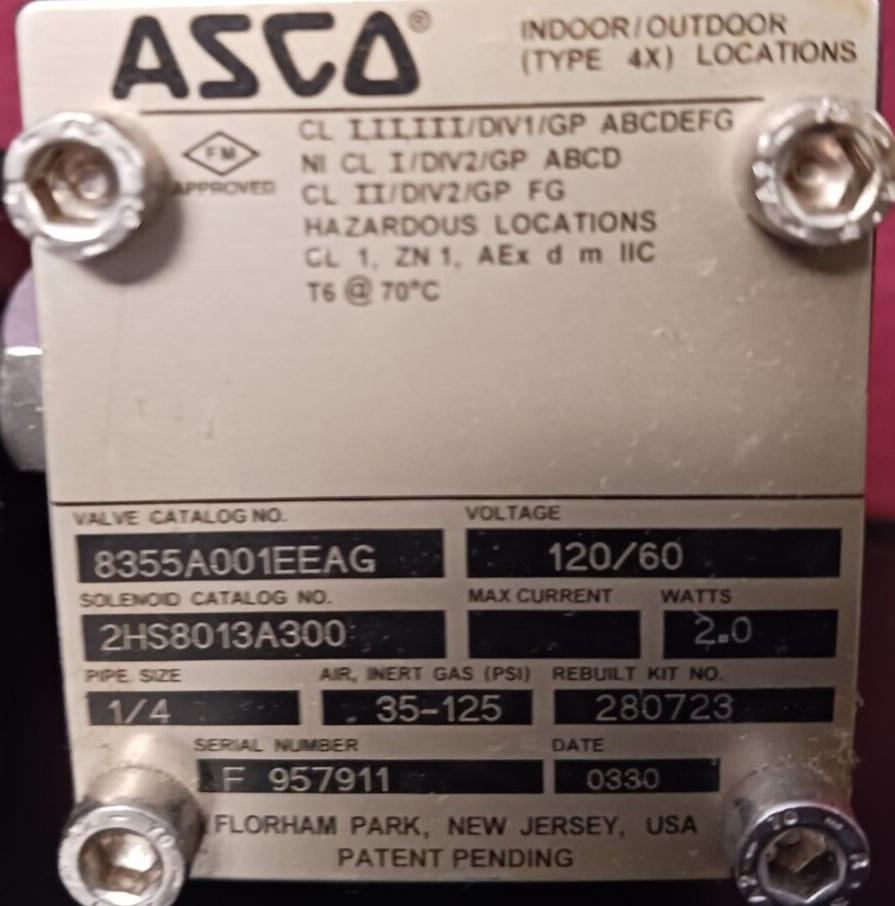 ASCO®
INDOOR/OUTDOOR
(TYPE 4X) LOCATIONS
FM
APPROVED
CL I,II,III/DIV1/GP ABCDEFG
NI CL I/DIV2/GP ABCD
CL II/DIV2/GP FG
HAZARDOUS LOCATIONS
CL 1, ZN 1, AEx d m IIC
T6 @ 70°C
VALVE CATALOG NO. VOLTAGE
8355A001EEAG 120/60
SOLENOID CATALOG NO. MAX CURRENT WATTS
2HS8013A300 2.0
PIPE SIZE AIR, INERT GAS (PSI) REBUILT KIT NO.
1/4 35-125 280723
SERIAL NUMBER DATE
F 957911 0330
FLORHAM PARK, NEW JERSEY, USA
PATENT PENDING